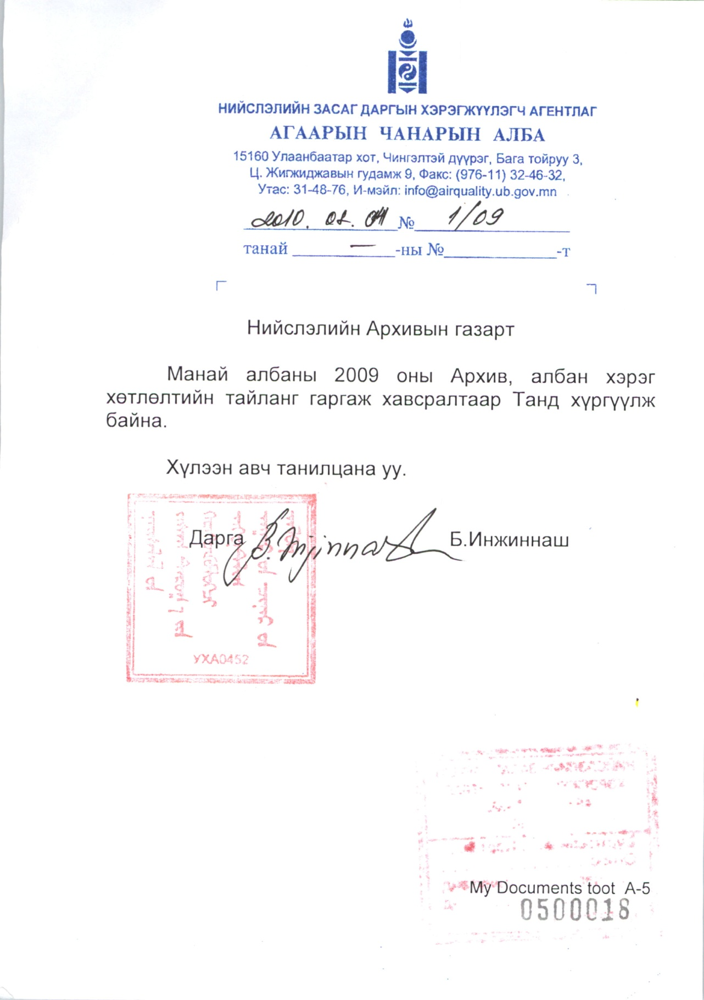 НИЙСЛЭЛИЙН ЗАСАГ ДАРГЫН ХЭРЭГЖҮҮЛЭГЧ АГЕНТЛАГ
АГААРЫН ЧАНАРЫН АЛБА
15160 Улаанбаатар хот, Чингэлтэй дүүрэг, Бага тойруу 3,
Ц. Жигжиджавын гудамж 9, Факс: (976-11) 32-46-32,
Утас: 31-48-76, И-мэйл: info@airquality.ub.gov.mn
2010. 02. 04 № 1/09
танай — -ны № -т
Нийслэлийн Архивын газарт
Манай албаны 2009 оны Архив, албан хэрэг
хөтлөлтийн тайланг гаргаж хавсралтаар Танд хүргүүлж
байна.
Хүлээн авч танилцана уу.
Дарга Б.Инжиннаш
УХА0452
My Documents toot A-5
0500018